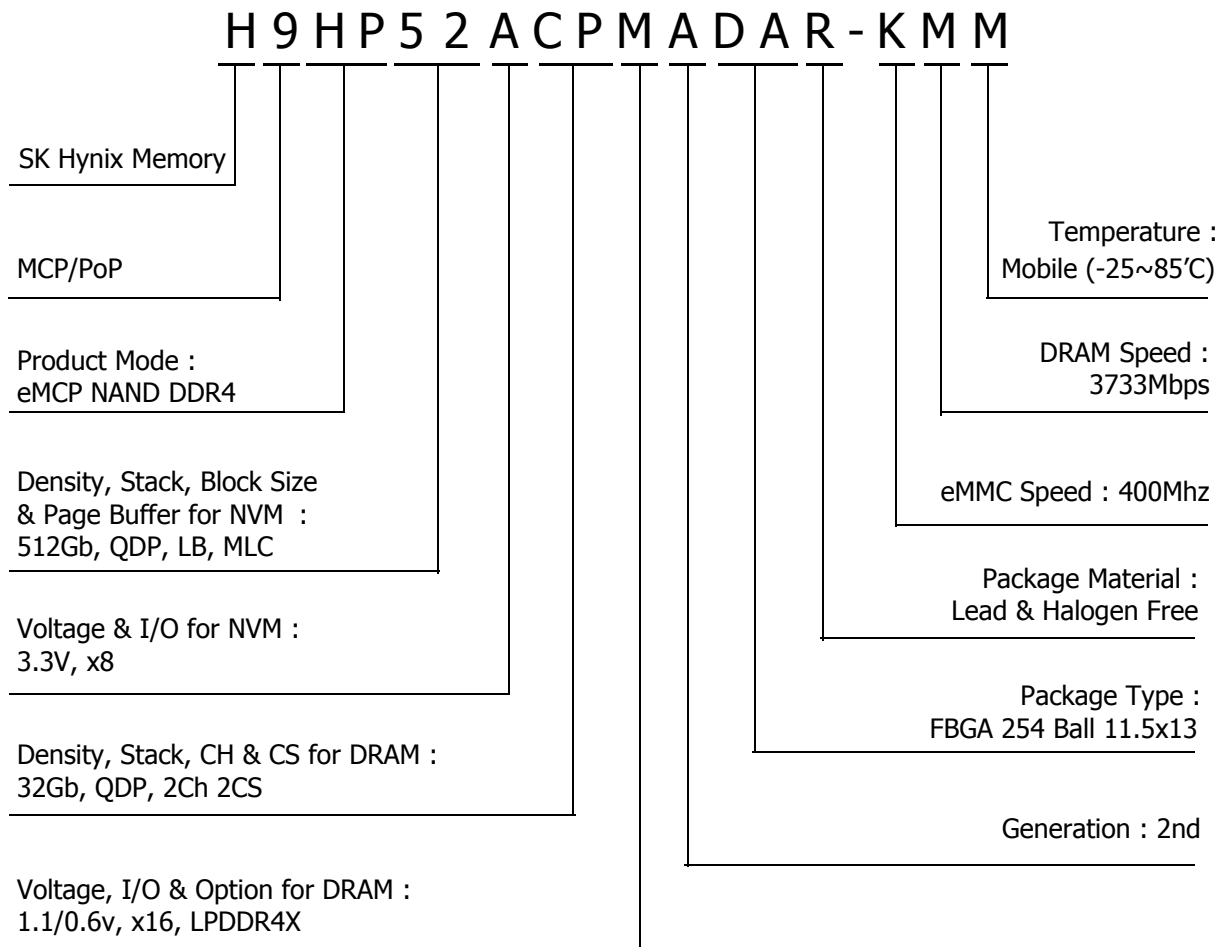 H9HP52ACPMADAR-KMM
SK Hynix Memory
MCP/PoP
Product Mode :
eMCP NAND DDR4
Density, Stack, Block Size
& Page Buffer for NVM :
512Gb, QDP, LB, MLC
Voltage & I/O for NVM :
3.3V, x8
Density, Stack, CH & CS for DRAM :
32Gb, QDP, 2Ch 2CS
Voltage, I/O & Option for DRAM :
1.1/0.6v, x16, LPDDR4X
Temperature :
Mobile (-25~85’C)
DRAM Speed :
3733Mbps
eMMC Speed : 400Mhz
Package Material :
Lead & Halogen Free
Package Type :
FBGA 254 Ball 11.5x13
Generation : 2nd